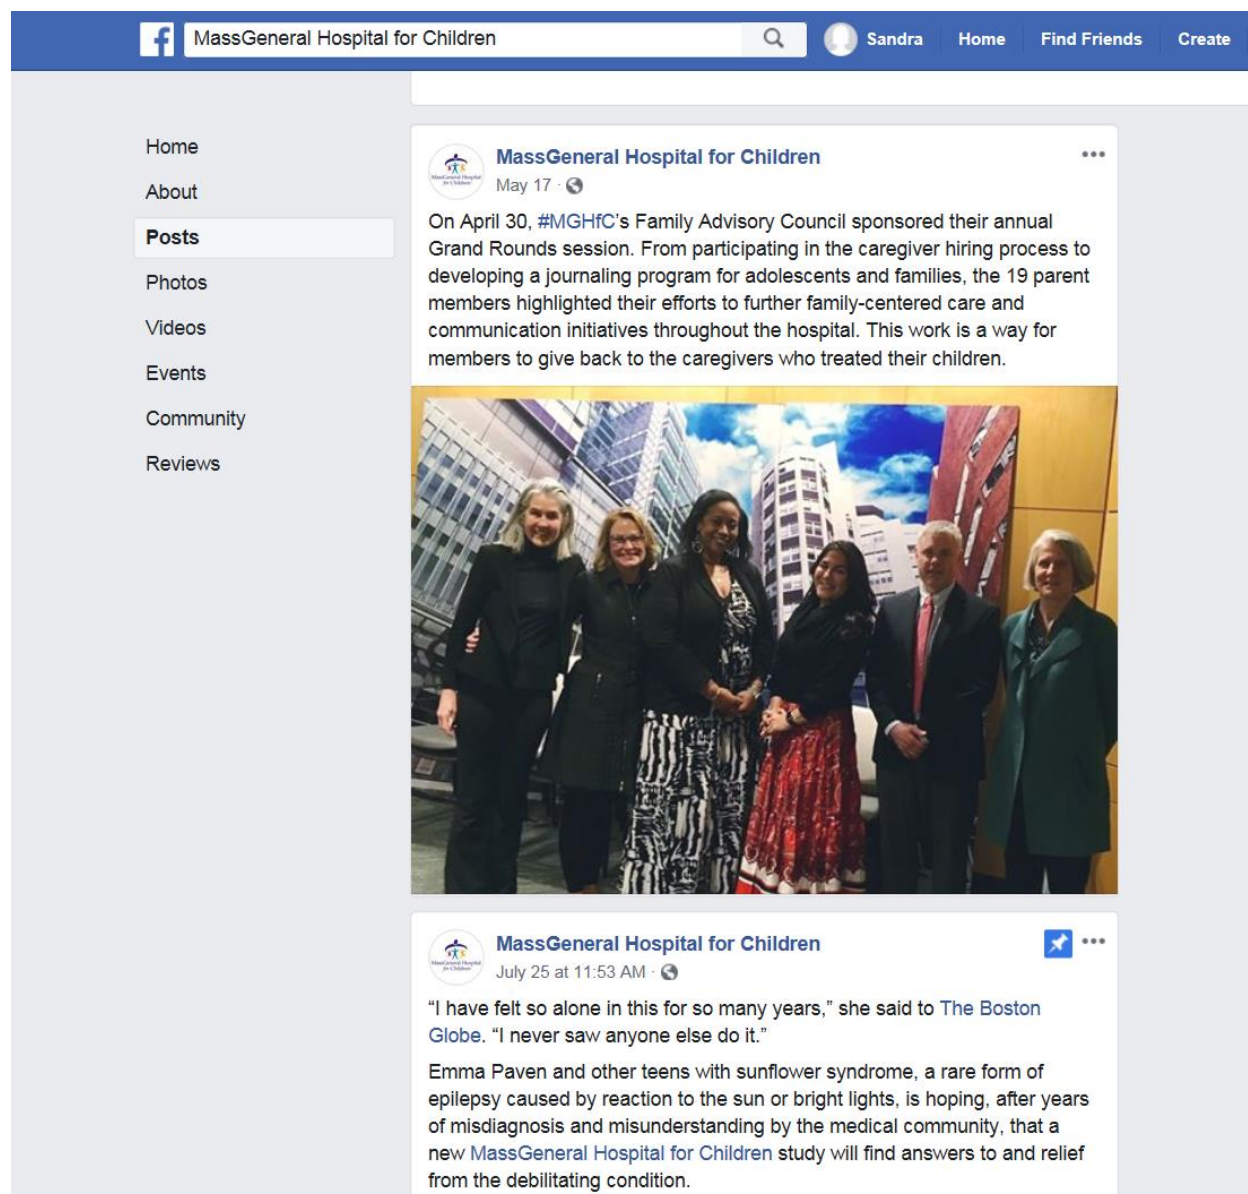 MassGeneral Hospital for Children
Sandra
Home
Find Friends
Create
Home
About
Posts
Photos
Videos
Events
Community
Reviews
MassGeneral Hospital for Children
May 17 ·
On April 30, #MGHfC’s Family Advisory Council sponsored their annual
Grand Rounds session. From participating in the caregiver hiring process to
developing a journaling program for adolescents and families, the 19 parent
members highlighted their efforts to further family-centered care and
communication initiatives throughout the hospital. This work is a way for
members to give back to the caregivers who treated their children.
MassGeneral Hospital for Children
July 25 at 11:53 AM ·
“I have felt so alone in this for so many years,” she said to The Boston
Globe. “I never saw anyone else do it.”
Emma Paven and other teens with sunflower syndrome, a rare form of
epilepsy caused by reaction to the sun or bright lights, is hoping, after years
of misdiagnosis and misunderstanding by the medical community, that a
new MassGeneral Hospital for Children study will find answers to and relief
from the debilitating condition.